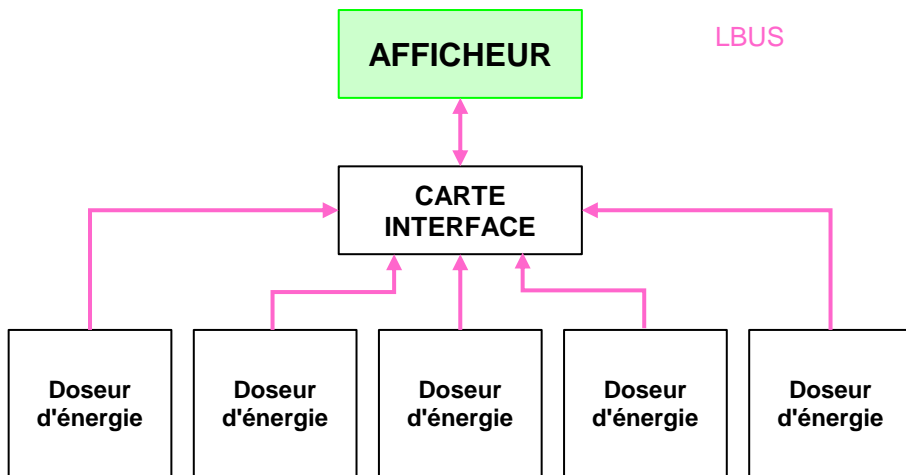 AFFICHEUR
LBUS
CARTE
INTERFACE
Doseur
d'énergie
Doseur
d'énergie
Doseur
d'énergie
Doseur
d'énergie
Doseur
d'énergie